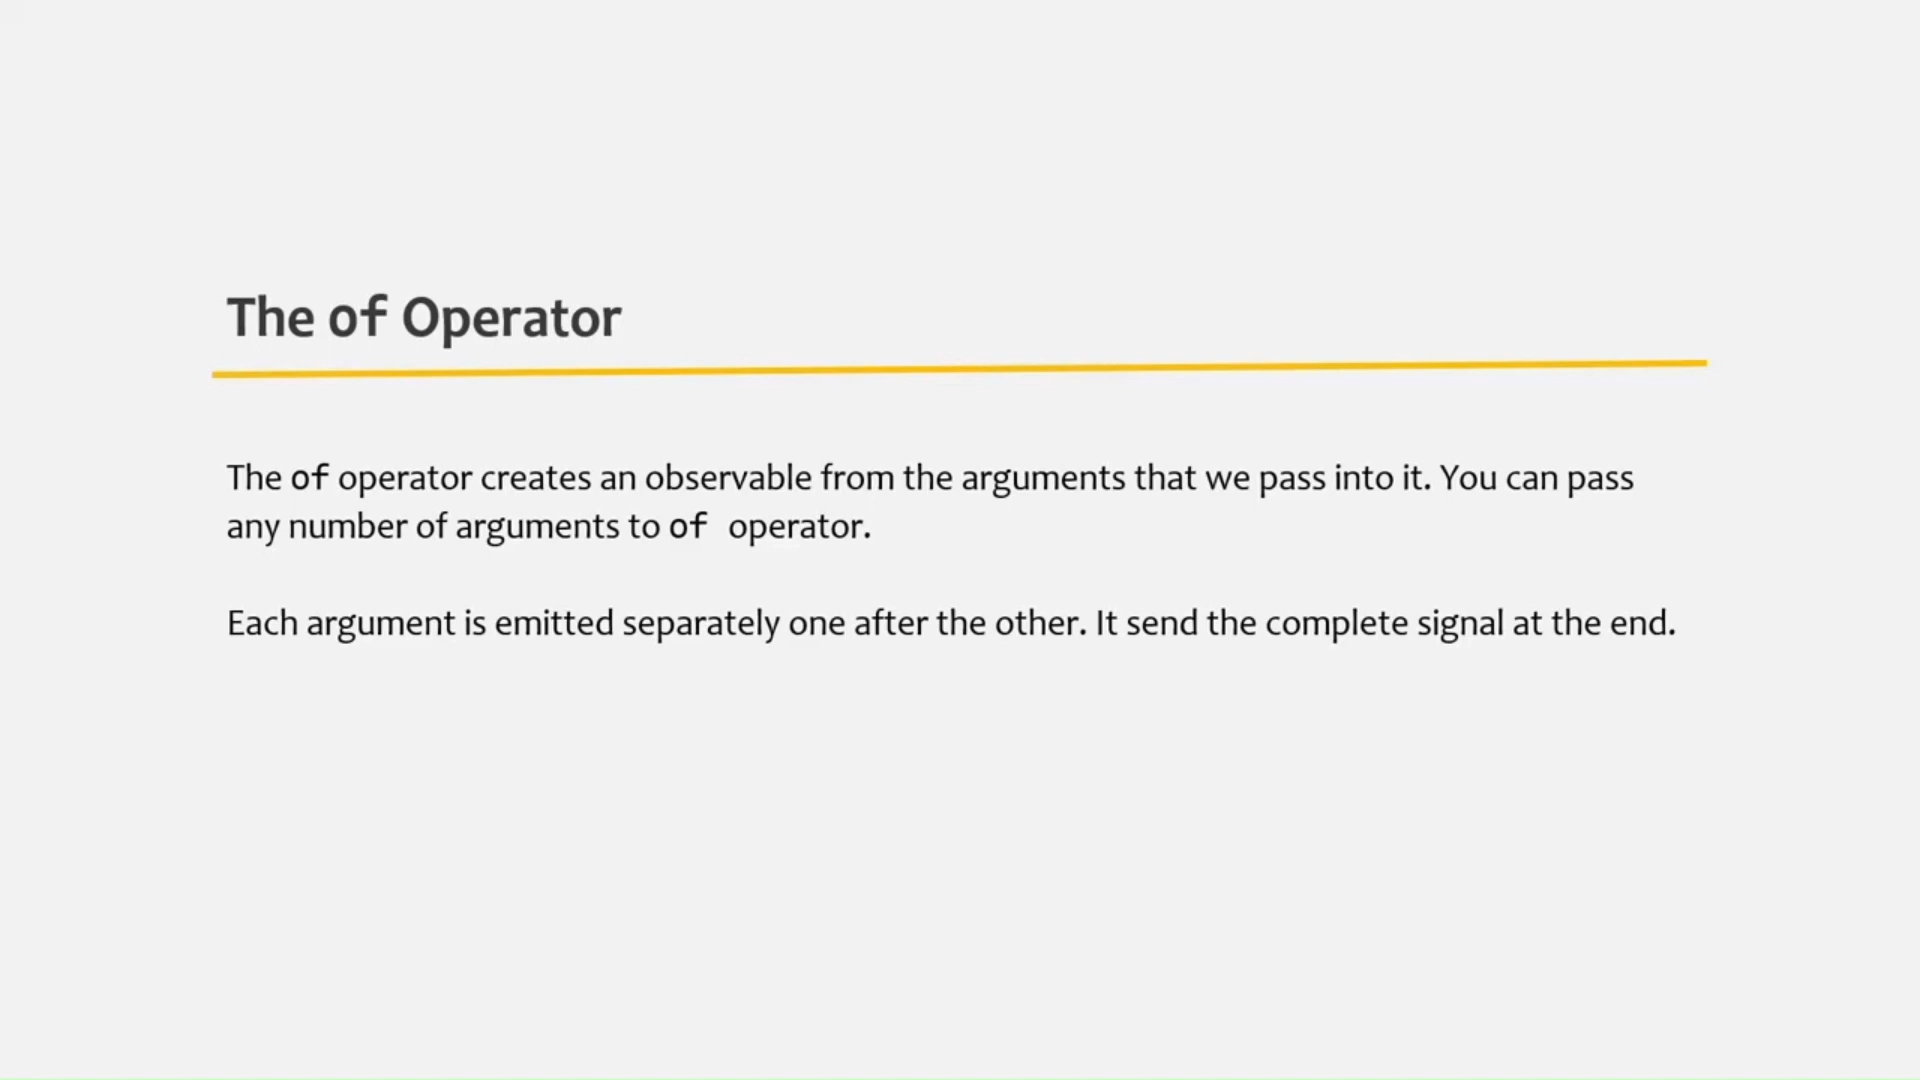 The of Operator
The of operator creates an observable from the arguments that we pass into it. You can pass
any number of arguments to of operator.
Each argument is emitted separately one after the other. It send the complete signal at the end.